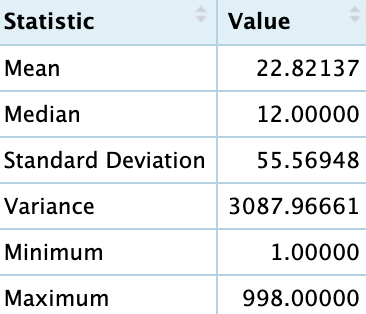 Statistic Value
Mean 22.82137
Median 12.00000
Standard Deviation 55.56948
Variance 3087.96661
Minimum 1.00000
Maximum 998.00000